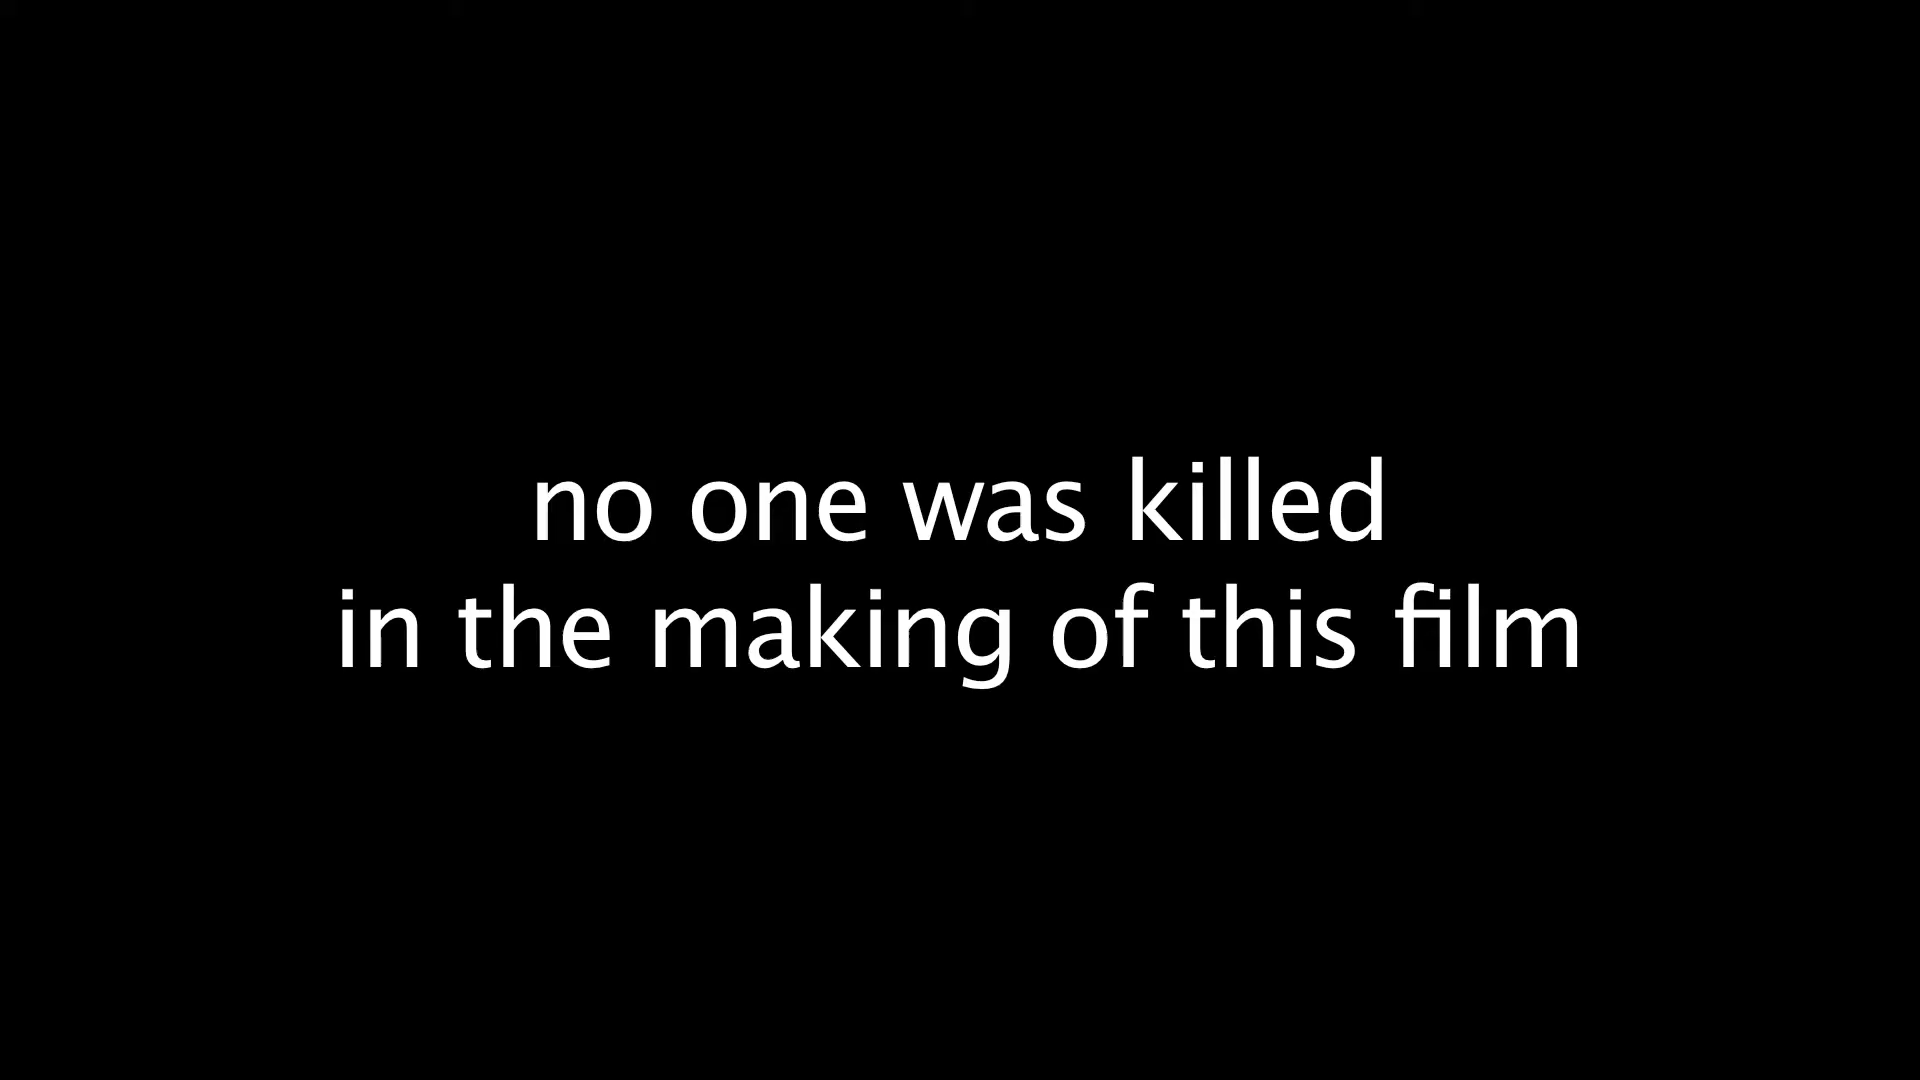 no one was killed
in the making of this film